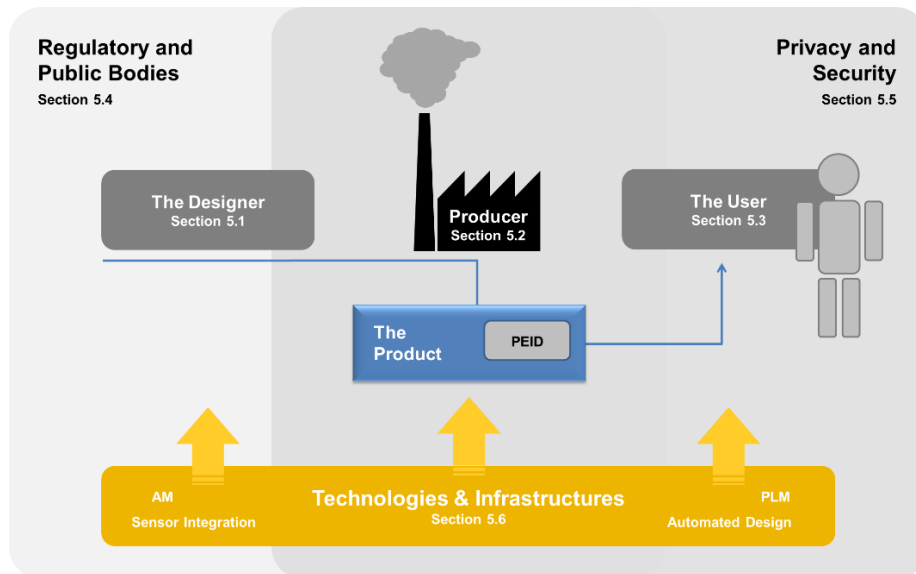 Regulatory and
Public Bodies
Section 5.4
Privacy and
Security
Section 5.5
The Designer
Section 5.1
Producer
Section 5.2
The User
Section 5.3
The
Product
PEID
Technologies & Infrastructures
Section 5.6
AM
Sensor Integration
PLM
Automated Design